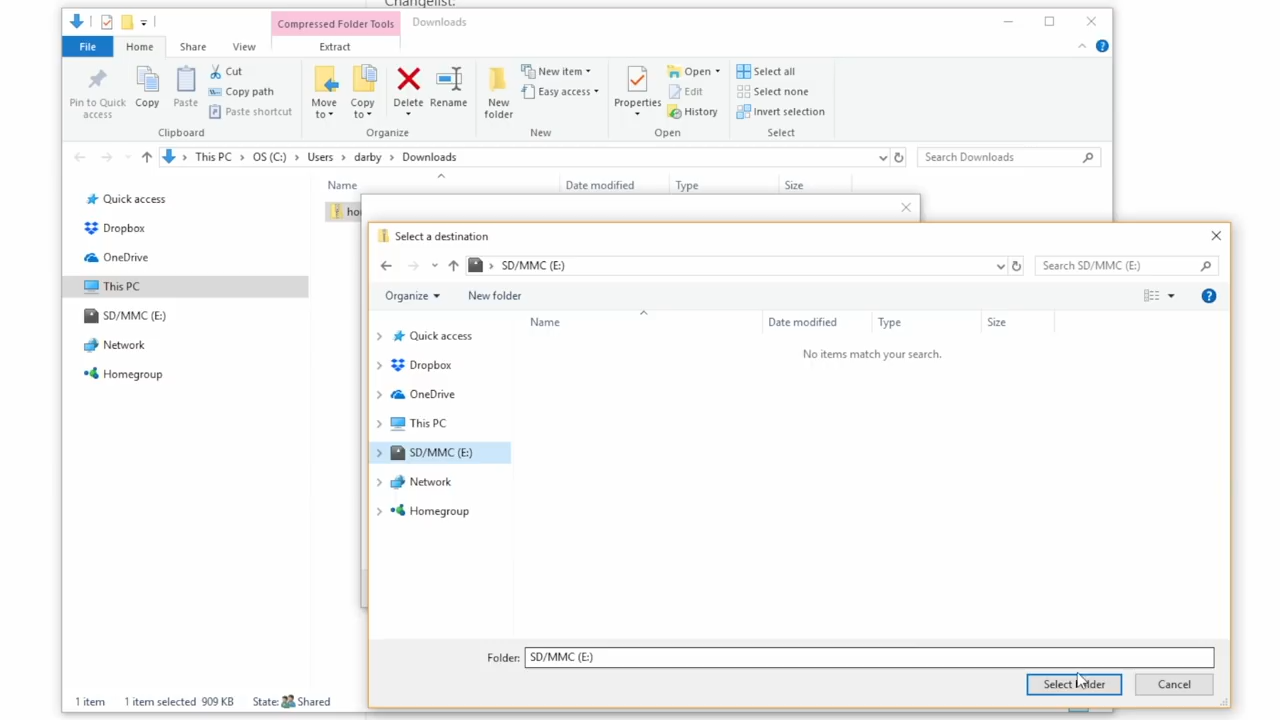 Changelist:
Compressed Folder Tools
Downloads
File
Home
Share
View
Extract
Pin to Quick access
Copy
Paste
Cut
Copy path
Paste shortcut
Clipboard
Move to
Copy to
Delete
Rename
Organize
New folder
New item
Easy access
New
Properties
Open
Edit
History
Open
Select all
Select none
Invert selection
Select
This PC
OS (C:)
Users
darby
Downloads
Search Downloads
Quick access
Dropbox
OneDrive
This PC
SD/MMC (E:)
Network
Homegroup
Name
Date modified
Type
Size
Select a destination
SD/MMC (E:)
Search SD/MMC (E:)
Organize
New folder
Quick access
Dropbox
OneDrive
This PC
SD/MMC (E:)
Network
Homegroup
Name
Date modified
Type
Size
No items match your search.
Folder:
SD/MMC (E:)
Select Folder
Cancel
1 item
1 item selected 909 KB
State:
Shared